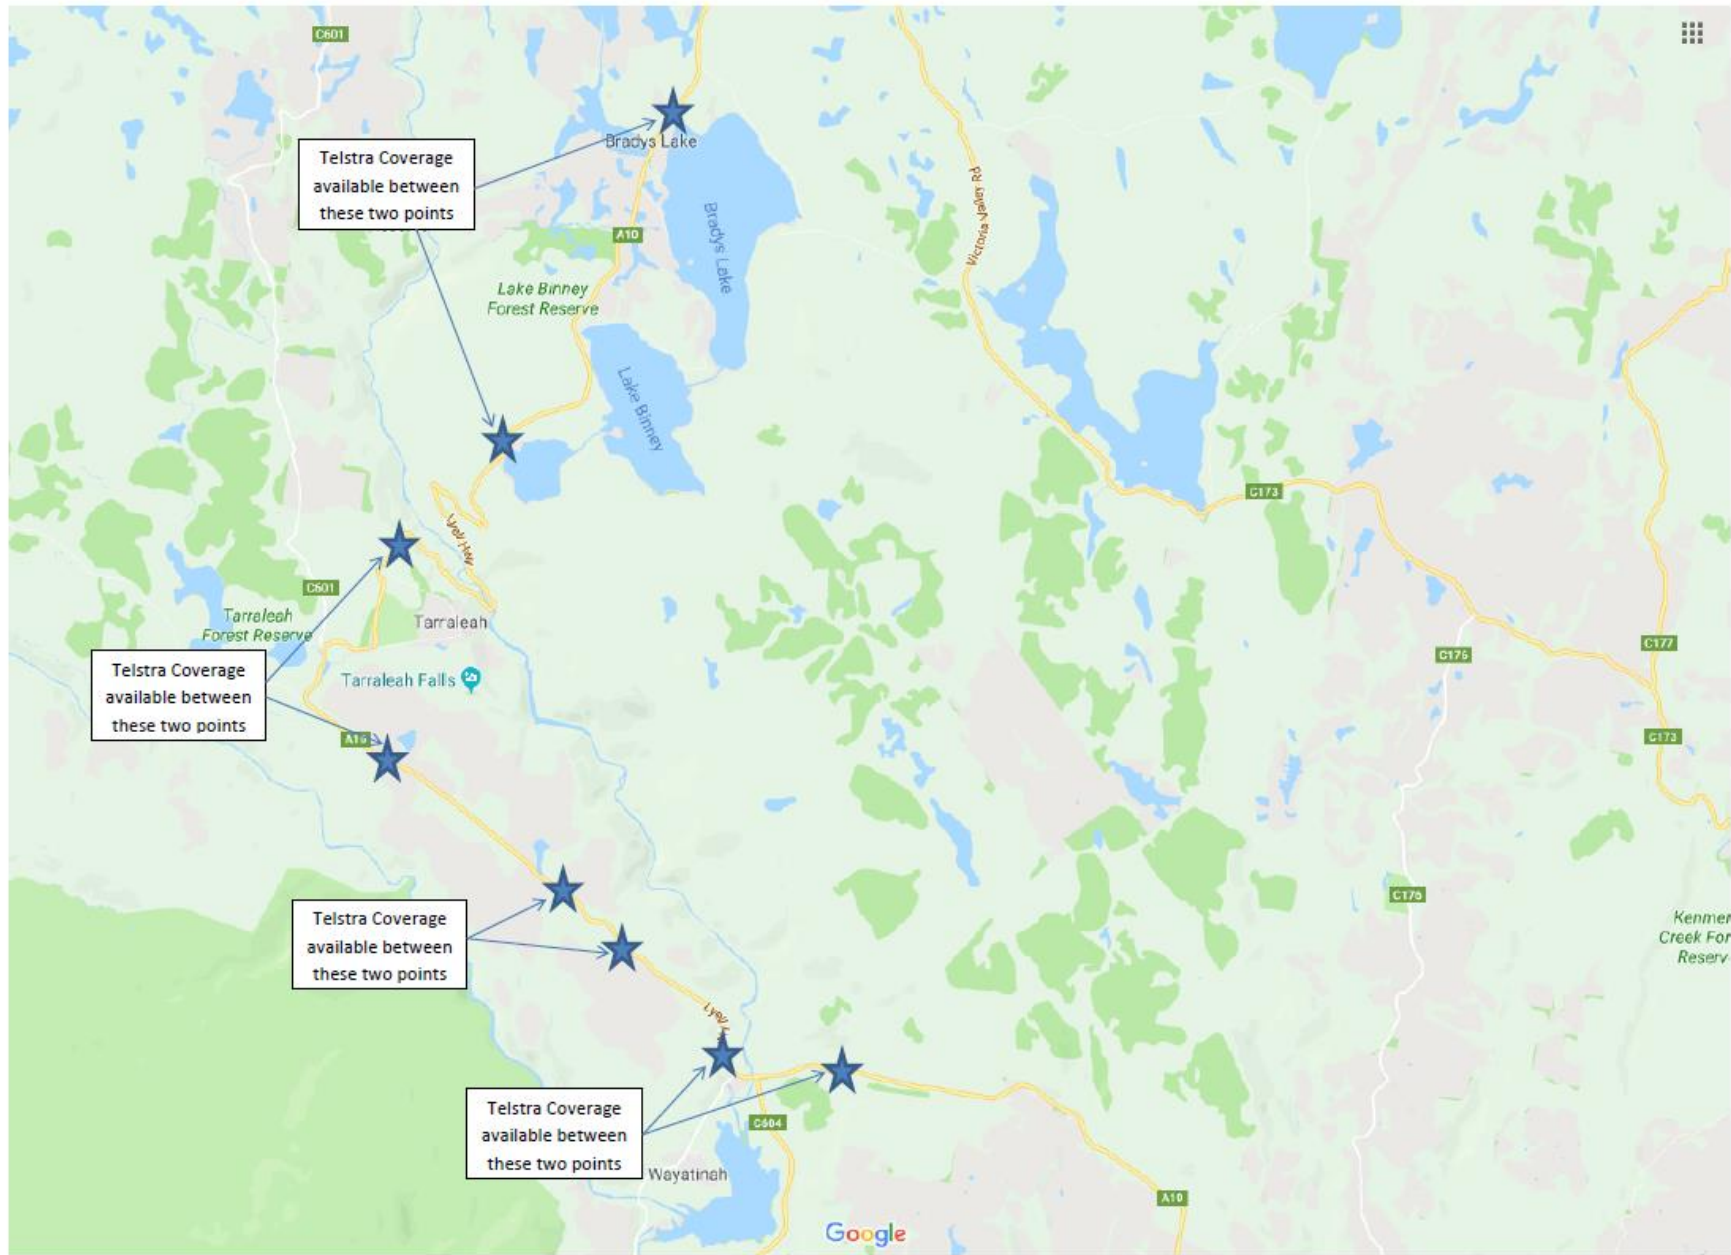 C601
Bradys Lake
Telstra Coverage
available between
these two points
A10
Bradys Lake
Victoria Valley Rd
Lake Binney
Forest Reserve
Lake Binney
C173
Lyell Hwy
C601
Tarraleah
Forest Reserve
Tarraleah
C177
C175
Telstra Coverage
available between
these two points
Tarraleah Falls
C173
C175
Telstra Coverage
available between
these two points
Kenmer
Creek For
Reserv
Telstra Coverage
available between
these two points
C604
Wayatinah
A10
Google